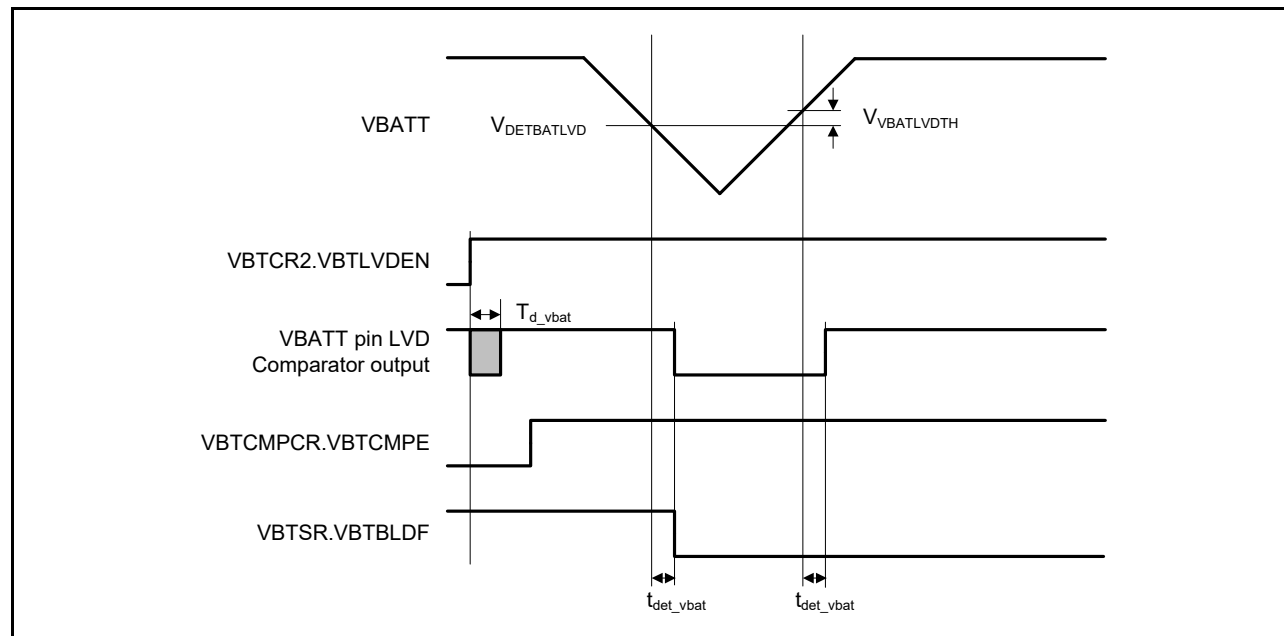 VBATT
VDETBATLVD
VVBATLVDTH
VBTCR2.VBTLVDEN
Td_vbat
VBATT pin LVD
Comparator output
VBTCMPCR.VBTCMPE
VBTSR.VBTBLDF
tdet_vbat
tdet_vbat